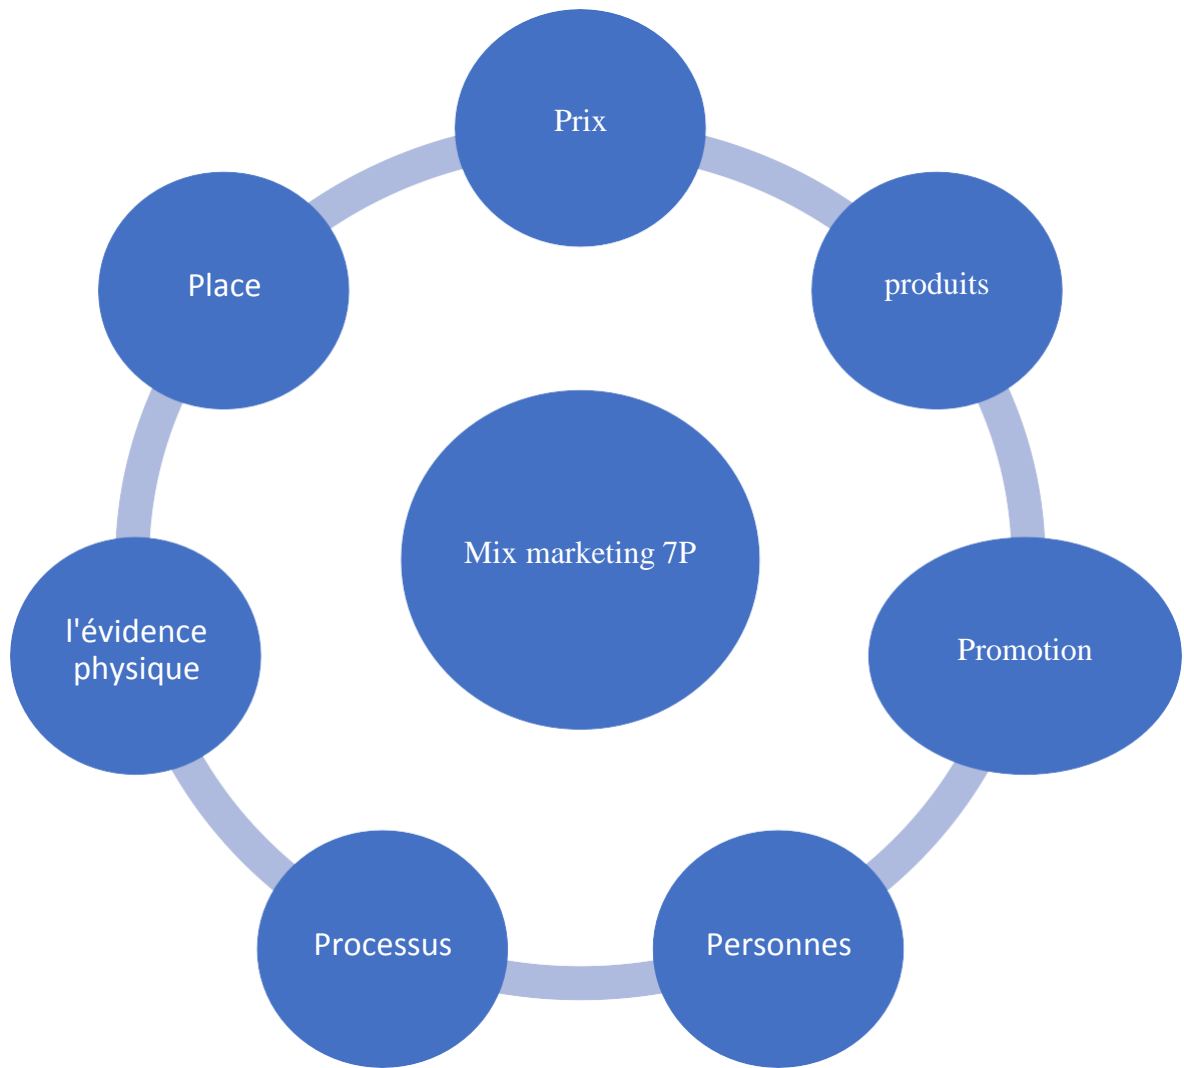 Prix
Place
produits
Mix marketing 7P
l'évidence
physique
Promotion
Processus
Personnes